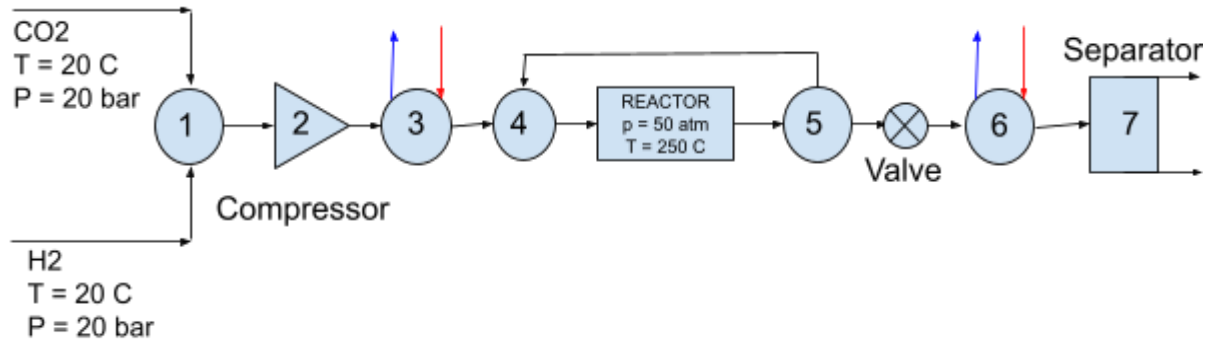 CO2
T = 20 C
P = 20 bar
1
2
Compressor
3
4
REACTOR
p = 50 atm
T = 250 C
5
Valve
6
Separator
7
H2
T = 20 C
P = 20 bar